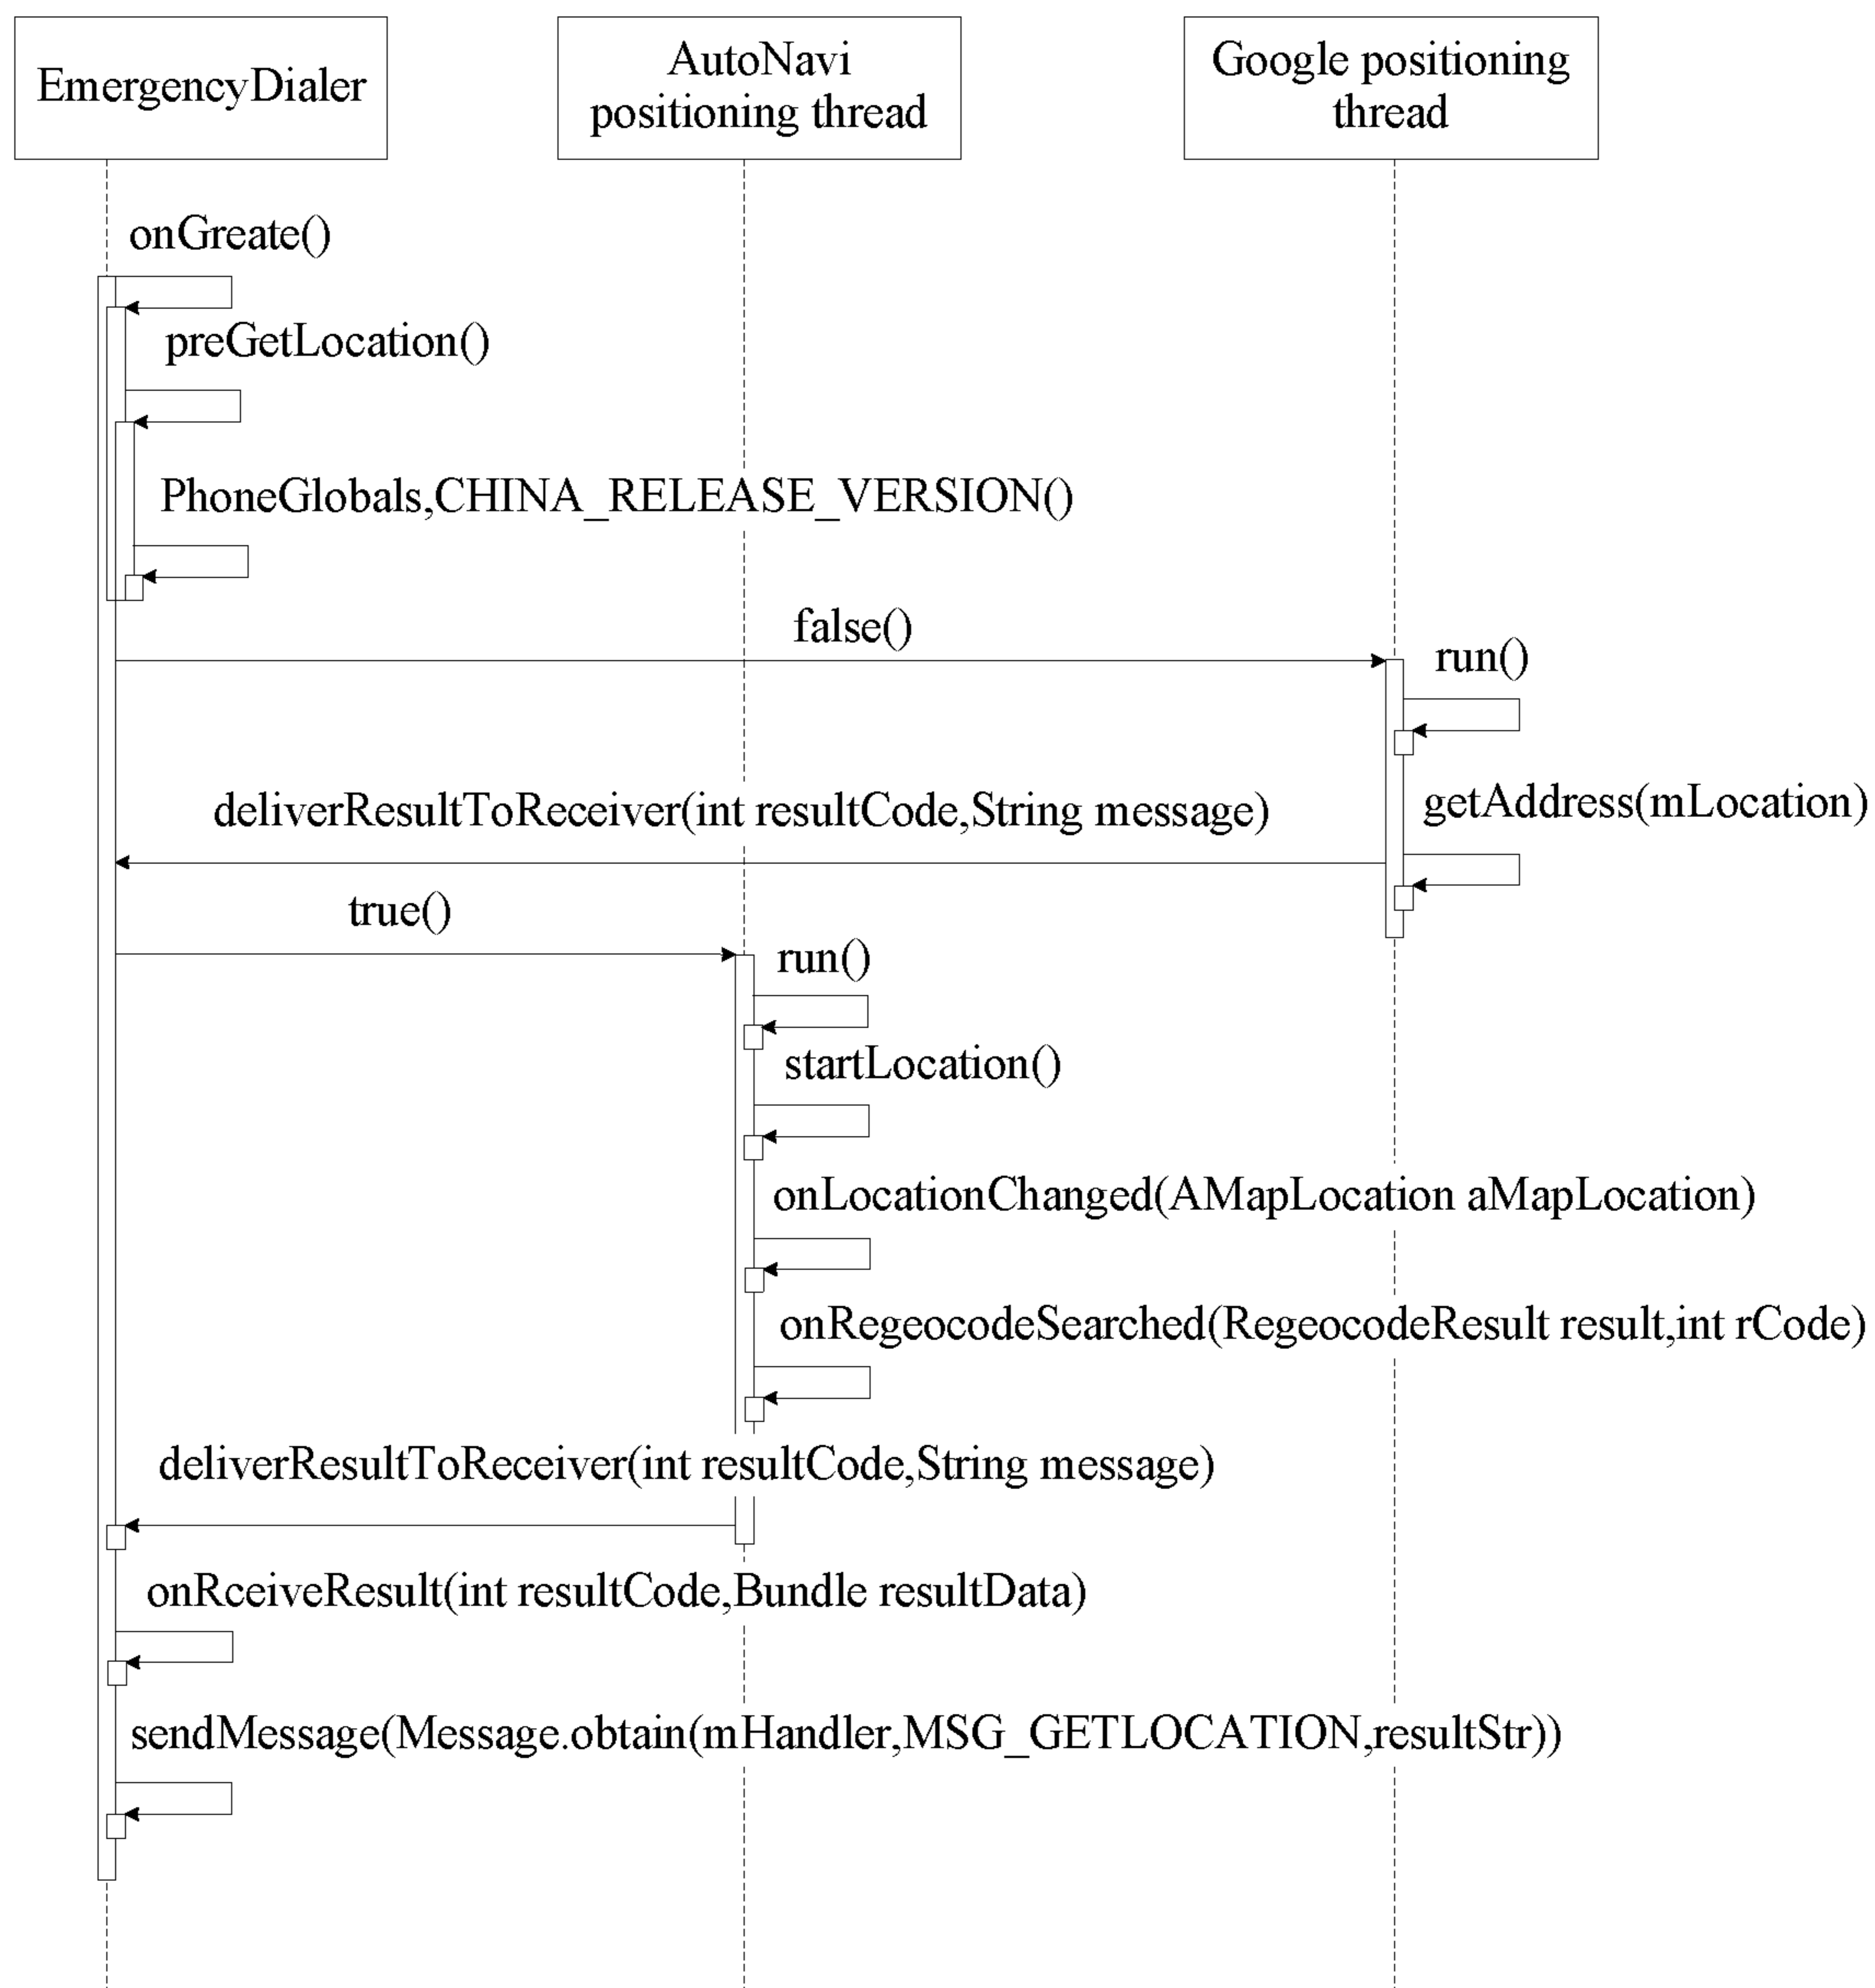 EmergencyDialer
AutoNavi
positioning thread
Google positioning
thread
onGreate()
preGetLocation()
PhoneGlobals,CHINA_RELEASE_VERSION()
false()
run()
deliverResultToReceiver(int resultCode,String message)
getAddress(mLocation)
true()
run()
startLocation()
onLocationChanged(AMapLocation aMapLocation)
onRegeocodeSearched(RegeocodeResult result,int rCode)
deliverResultToReceiver(int resultCode,String message)
onRceiveResult(int resultCode,Bundle resultData)
sendMessage(Message.obtain(mHandler,MSG_GETLOCATION,resultStr))